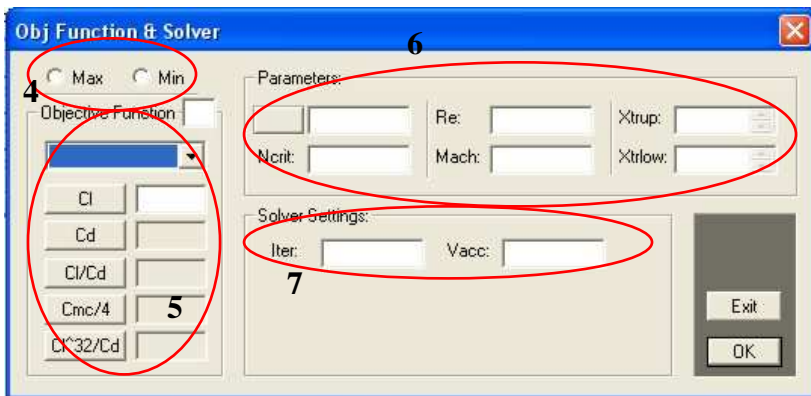 Obj Function & Solver
6
4
Max Min
Parameters:
Objective Function
Re: Xtrup:
Ncrit: Mach: Xtrlow:
Cl
Cd
Cl/Cd
Cmc/4
5
Cl^32/Cd
Solver Settings:
Iter: Vacc:
7
Exit
OK